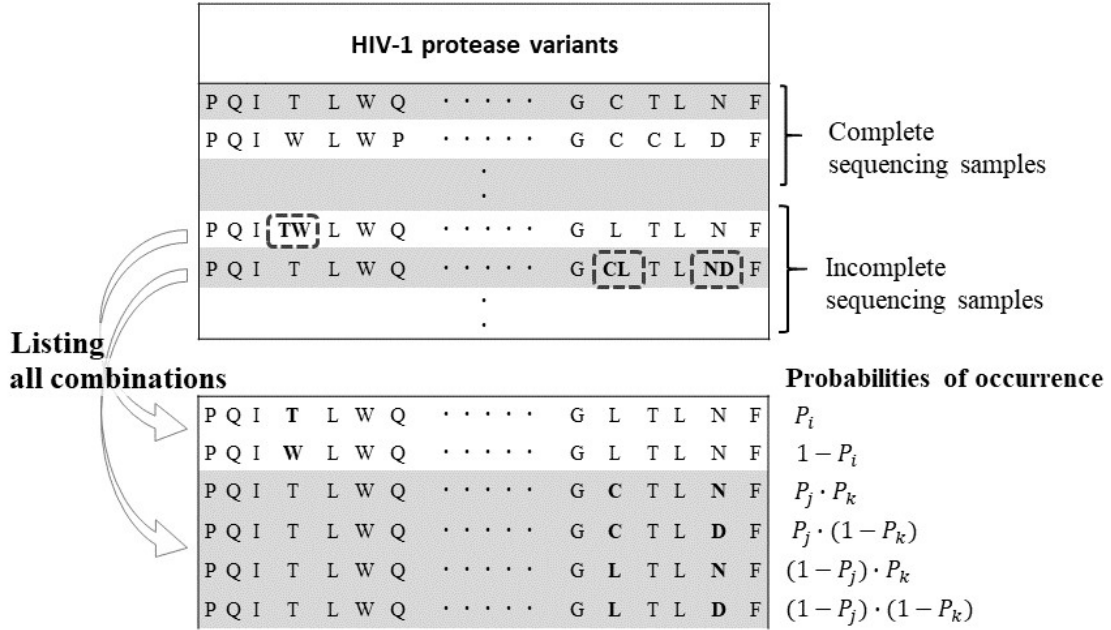 HIV-1 protease variants
P Q I T L W Q · · · · · G C T L N F
P Q I W L W P · · · · · G C C L D F
Complete
sequencing samples
P Q I TW L W Q · · · · · G L T L N F
P Q I T L W Q · · · · · G CL T L ND F
Incomplete
sequencing samples
Listing
all combinations
Probabilities of occurrence
P Q I T L W Q · · · · · G L T L N F P_i
P Q I W L W Q · · · · · G L T L N F 1 − P_i
P Q I T L W Q · · · · · G C T L N F P_j · P_k
P Q I T L W Q · · · · · G C T L D F P_j · (1 − P_k)
P Q I T L W Q · · · · · G L T L N F (1 − P_j) · P_k
P Q I T L W Q · · · · · G L T L D F (1 − P_j) · (1 − P_k)